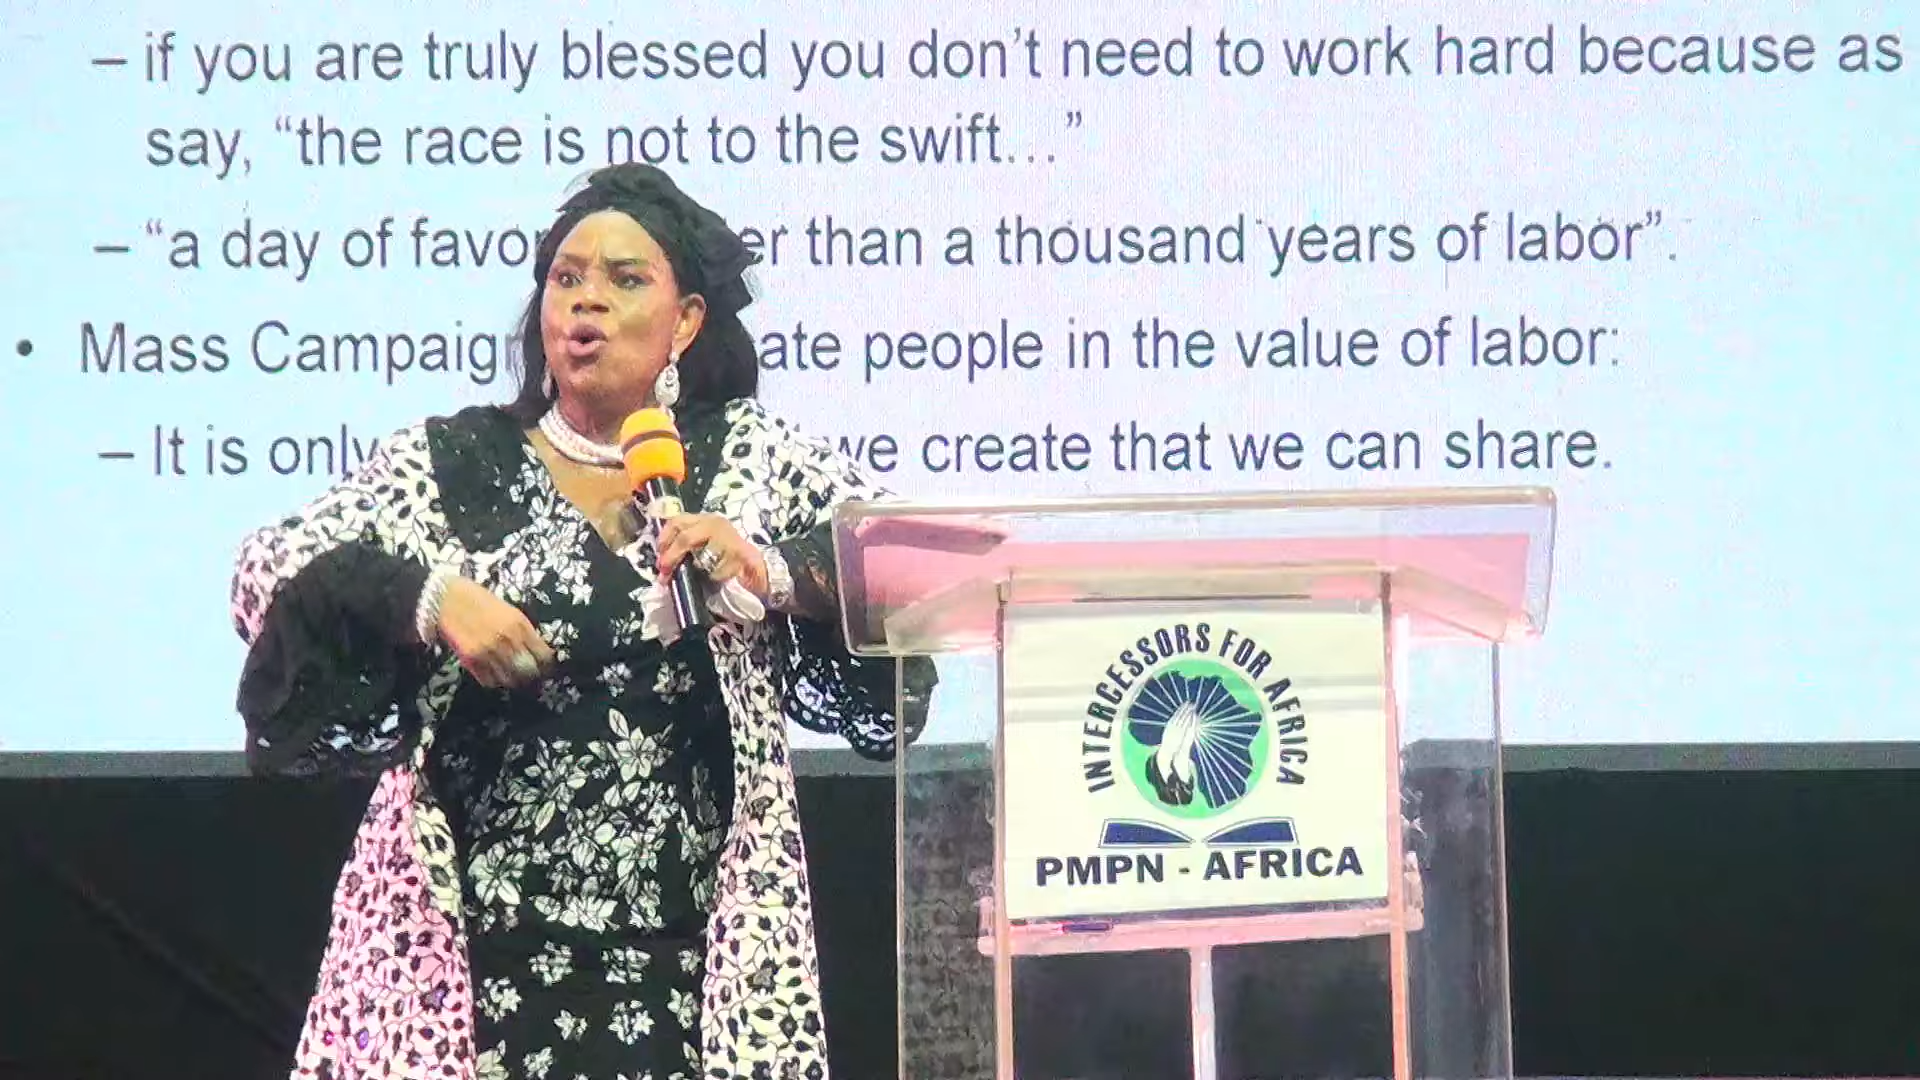 – if you are truly blessed you don’t need to work hard because as
say, “the race is not to the swift...”
– “a day of favo er than a thousand years of labor”.
• Mass Campaig ate people in the value of labor:
– It is only we create that we can share.
INTERCESSORS FOR AFRICA
PMPN - AFRICA